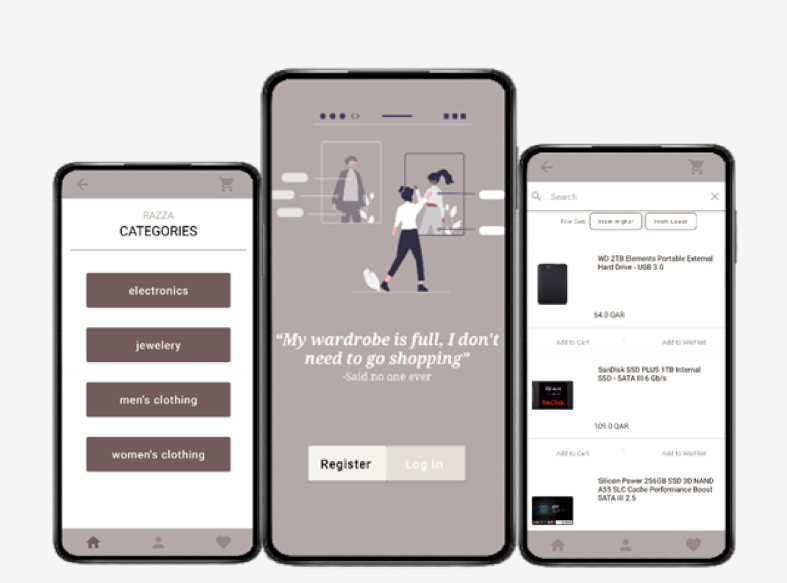 RAZZA
CATEGORIES
electronics
jewelery
men's clothing
women's clothing
“My wardrobe is full, I don't
need to go shopping”
-Said no one ever
Register
Log In
Search
From Higher
From Lower
WD 2TB Elements Portable External
Hard Drive - USB 3.0
64.0 QAR
Add to Cart
Add to Wishlist
SanDisk SSD PLUS 1TB Internal
SSD - SATA III 6 Gb/s
109.0 QAR
Add to Cart
Add to Wishlist
Silicon Power 256GB SSD 3D NAND
A55 SLC Cache Performance Boost
SATA III 2.5